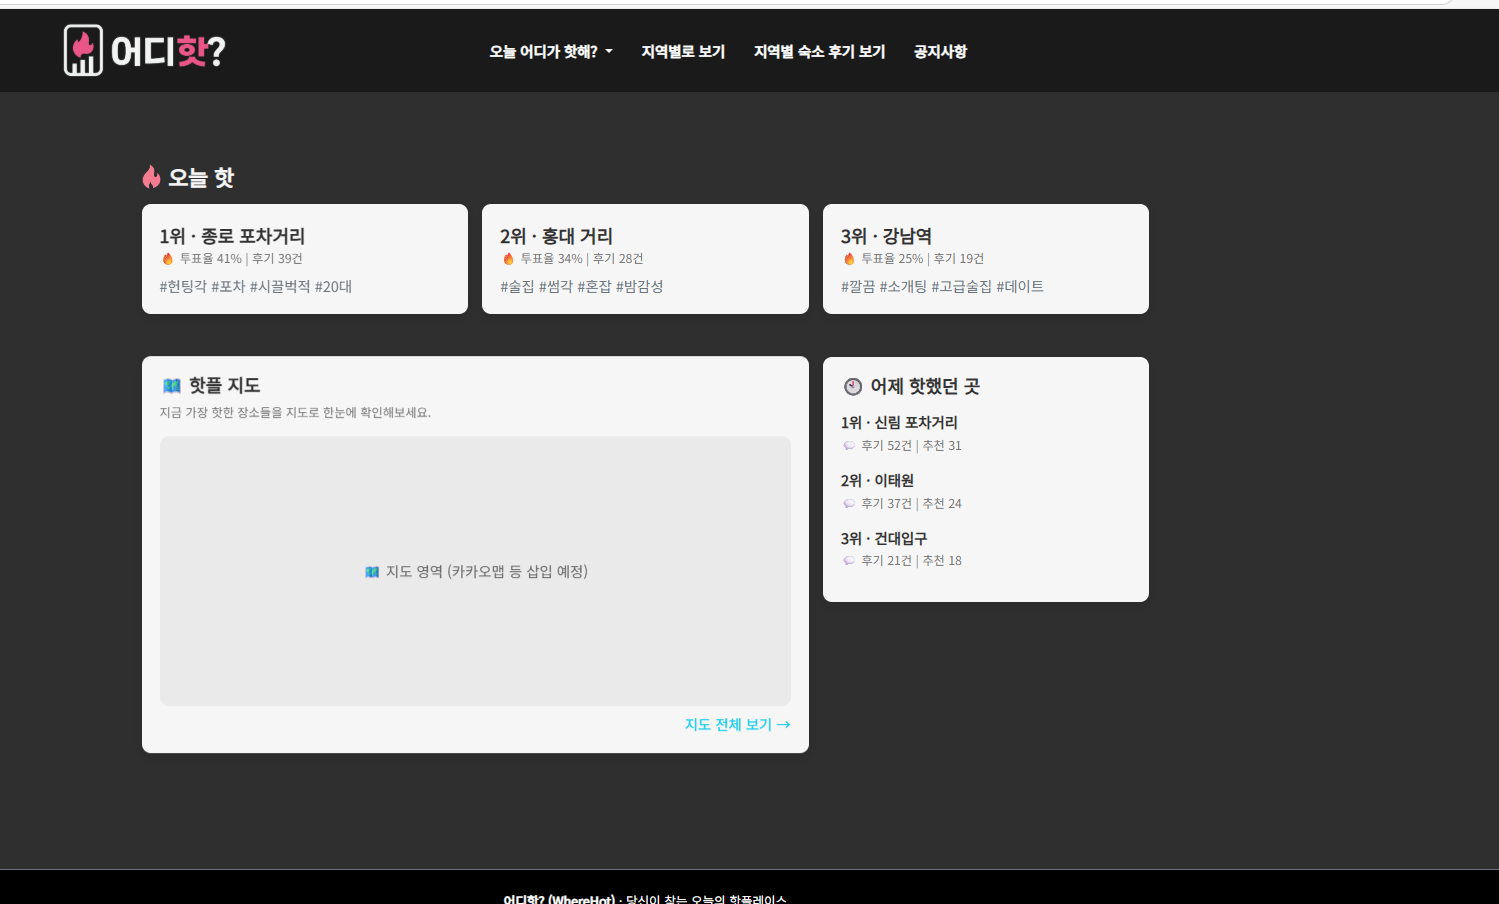 어디핫?
오늘 어디가 핫해? 지역별로 보기 지역별 숙소 후기 보기 공지사항
오늘 핫
1위 · 종로 포차거리
투표율 41% | 후기 39건
#헌팅각 #포차 #시끌벅적 #20대
2위 · 홍대 거리
투표율 34% | 후기 28건
#술집 #썸각 #혼잡 #밤감성
3위 · 강남역
투표율 25% | 후기 19건
#깔끔 #소개팅 #고급술집 #데이트
핫플 지도
지금 가장 핫한 장소들을 지도로 한눈에 확인해보세요.
지도 영역 (카카오맵 등 삽입 예정)
지도 전체 보기 →
어제 핫했던 곳
1위 · 신림 포차거리
후기 52건 | 추천 31
2위 · 이태원
후기 37건 | 추천 24
3위 · 건대입구
후기 21건 | 추천 18
어디핫? (WhereHot) · 당신이 찾는 오늘의 핫플레이스